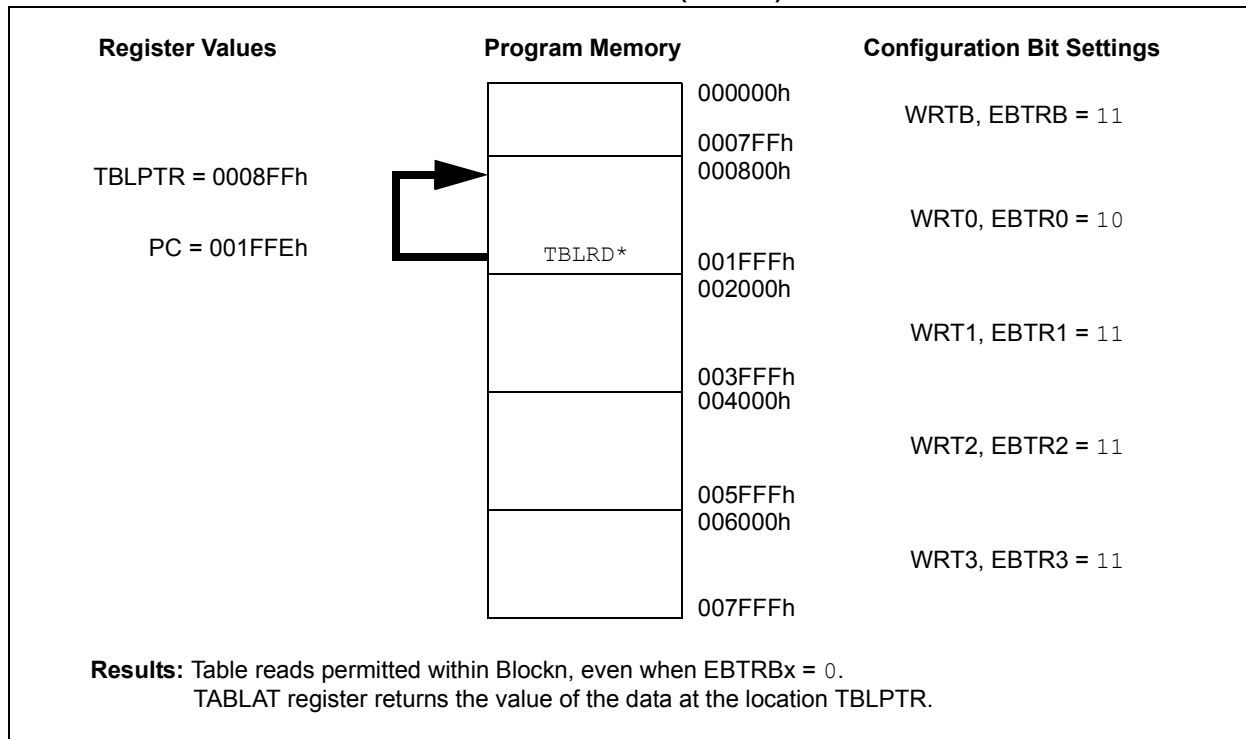 Register Values Program Memory Configuration Bit Settings
000000h
WRTB, EBTRB = 11
0007FFh
TBLPTR = 0008FFh 000800h
WRT0, EBTR0 = 10
PC = 001FFEh TBLRD* 001FFFh
002000h
WRT1, EBTR1 = 11
003FFFh
004000h
WRT2, EBTR2 = 11
005FFFh
006000h
WRT3, EBTR3 = 11
007FFFh
Results: Table reads permitted within Blockn, even when EBTRBx = 0.
TABLAT register returns the value of the data at the location TBLPTR.